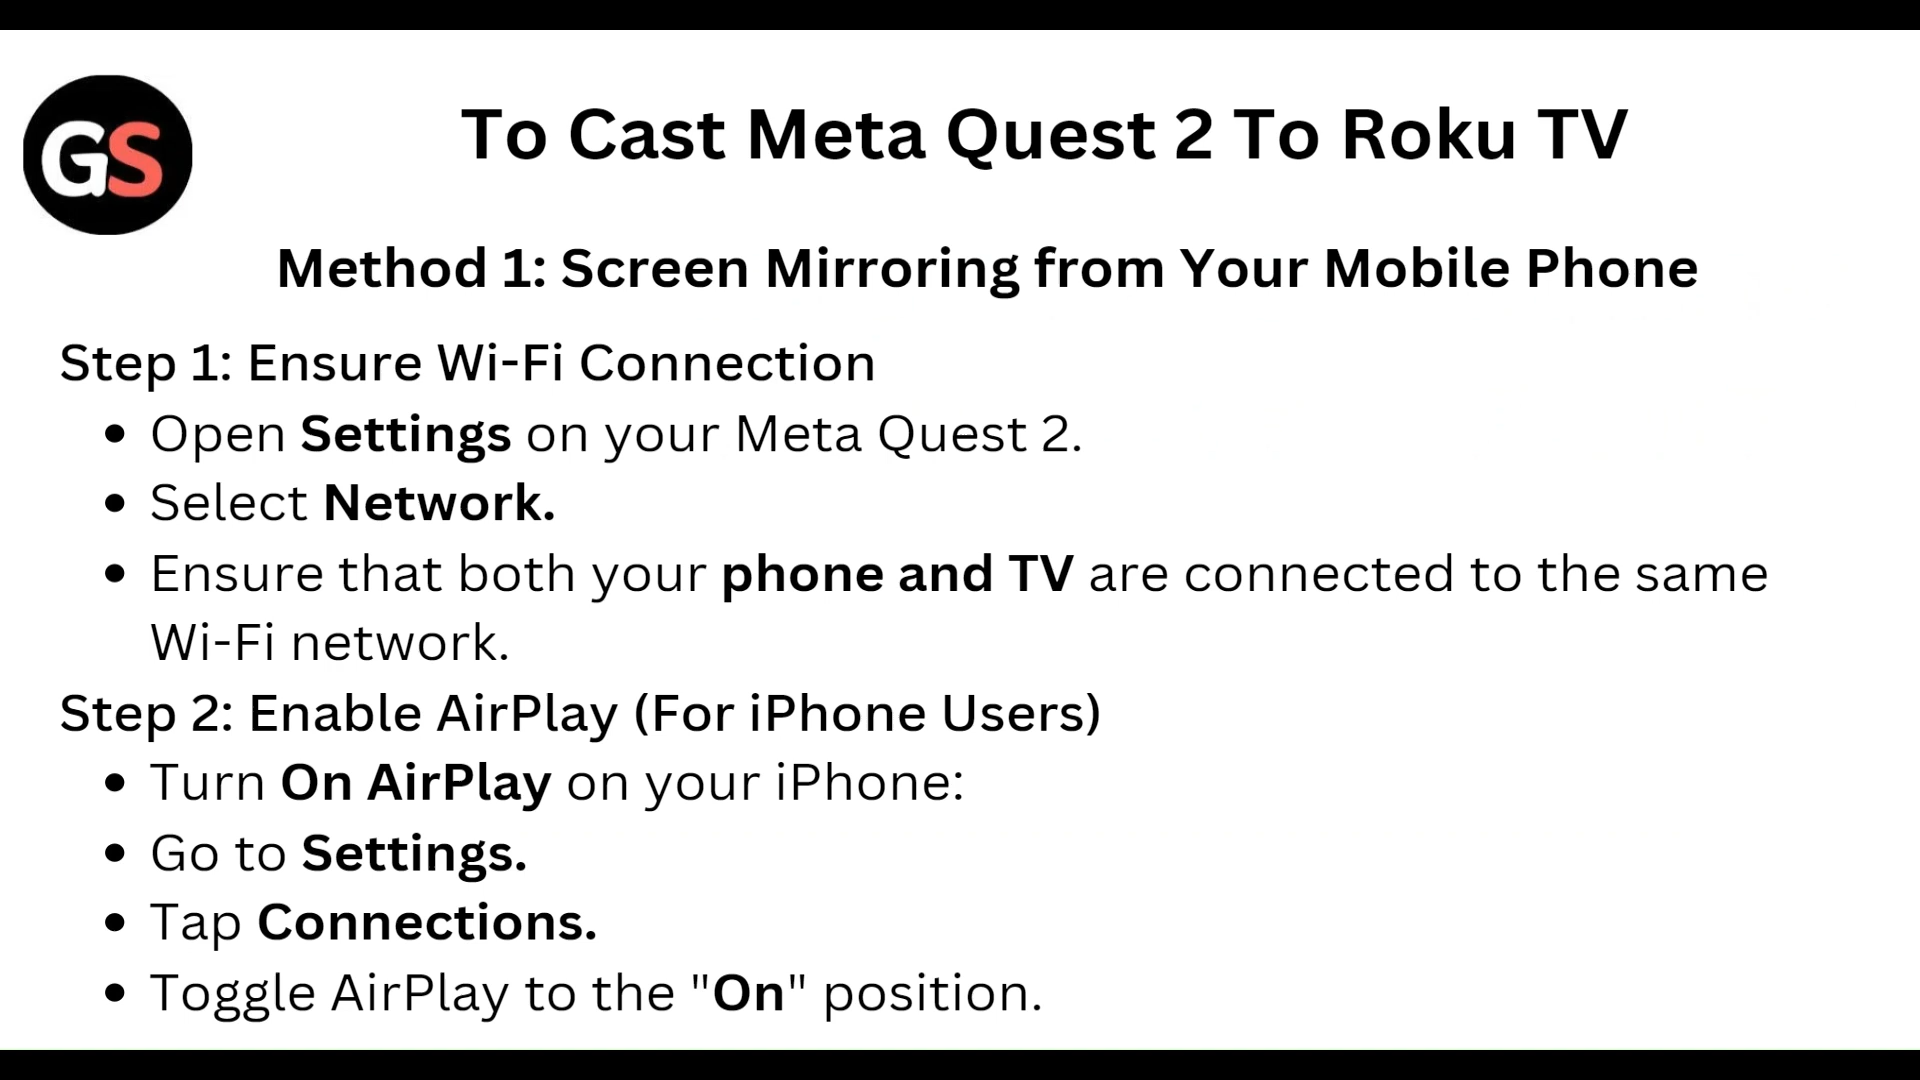 GS
To Cast Meta Quest 2 To Roku TV
Method 1: Screen Mirroring from Your Mobile Phone
Step 1: Ensure Wi-Fi Connection
• Open Settings on your Meta Quest 2.
• Select Network.
• Ensure that both your phone and TV are connected to the same
Wi-Fi network.
Step 2: Enable AirPlay (For iPhone Users)
• Turn On AirPlay on your iPhone:
• Go to Settings.
• Tap Connections.
• Toggle AirPlay to the "On" position.